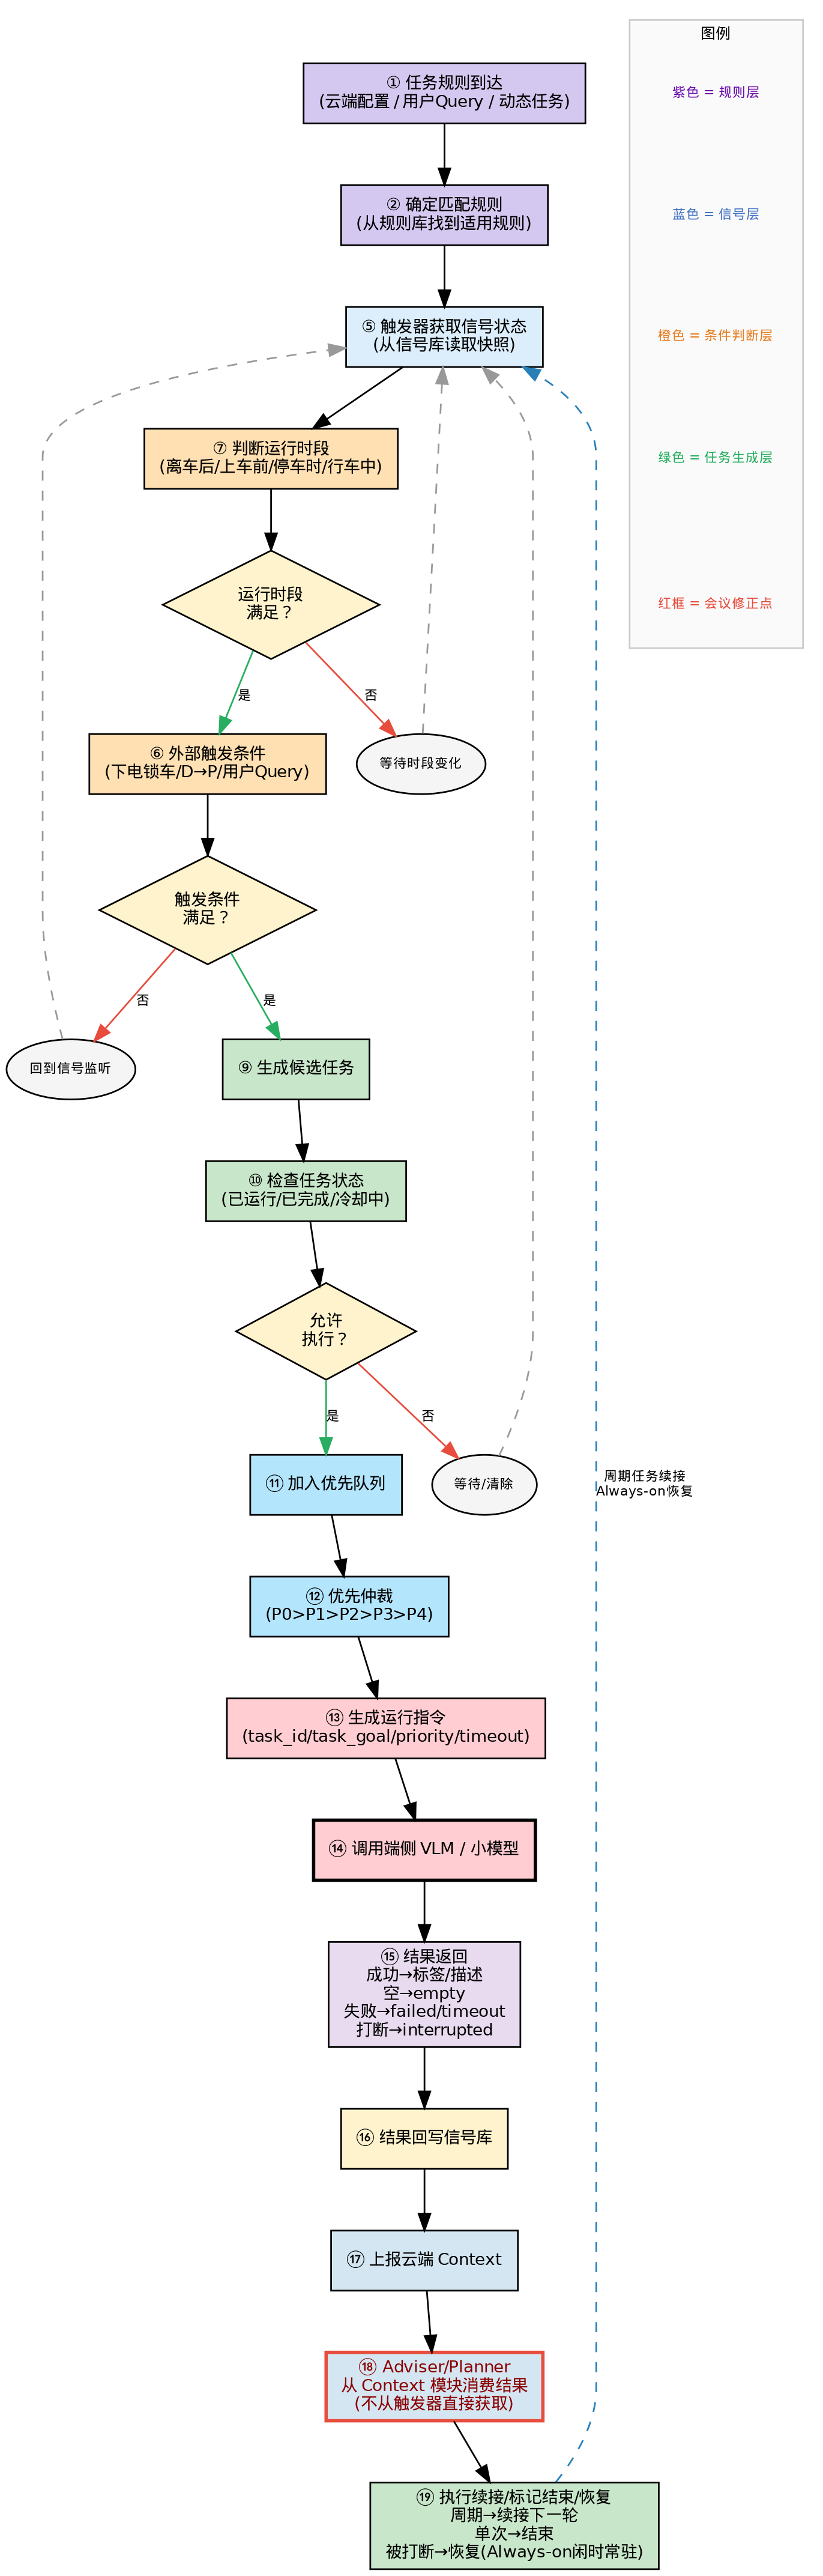 图例
紫色 = 规则层
蓝色 = 信号层
橙色 = 条件判断层
绿色 = 任务生成层
红框 = 会议修正点
① 任务规则到达
(云端配置 / 用户Query / 动态任务)
② 确定匹配规则
(从规则库找到适用规则)
⑤ 触发器获取信号状态
(从信号库读取快照)
⑦ 判断运行时段
(离车后/上车前/停车时/行车中)
运行时段
满足？
是
否
⑥ 外部触发条件
(下电锁车/D→P/用户Query)
等待时段变化
触发条件
满足？
否
是
回到信号监听
⑨ 生成候选任务
⑩ 检查任务状态
(已运行/已完成/冷却中)
允许
执行？
是
否
⑪ 加入优先队列
等待/清除
周期任务续接
Always-on恢复
⑫ 优先仲裁
(P0>P1>P2>P3>P4)
⑬ 生成运行指令
(task_id/task_goal/priority/timeout)
⑭ 调用端侧 VLM / 小模型
⑮ 结果返回
成功→标签/描述
空→empty
失败→failed/timeout
打断→interrupted
⑯ 结果回写信号库
⑰ 上报云端 Context
⑱ Adviser/Planner
从 Context 模块消费结果
(不从触发器直接获取)
⑲ 执行续接/标记结束/恢复
周期→续接下一轮
单次→结束
被打断→恢复(Always-on闲时常驻)